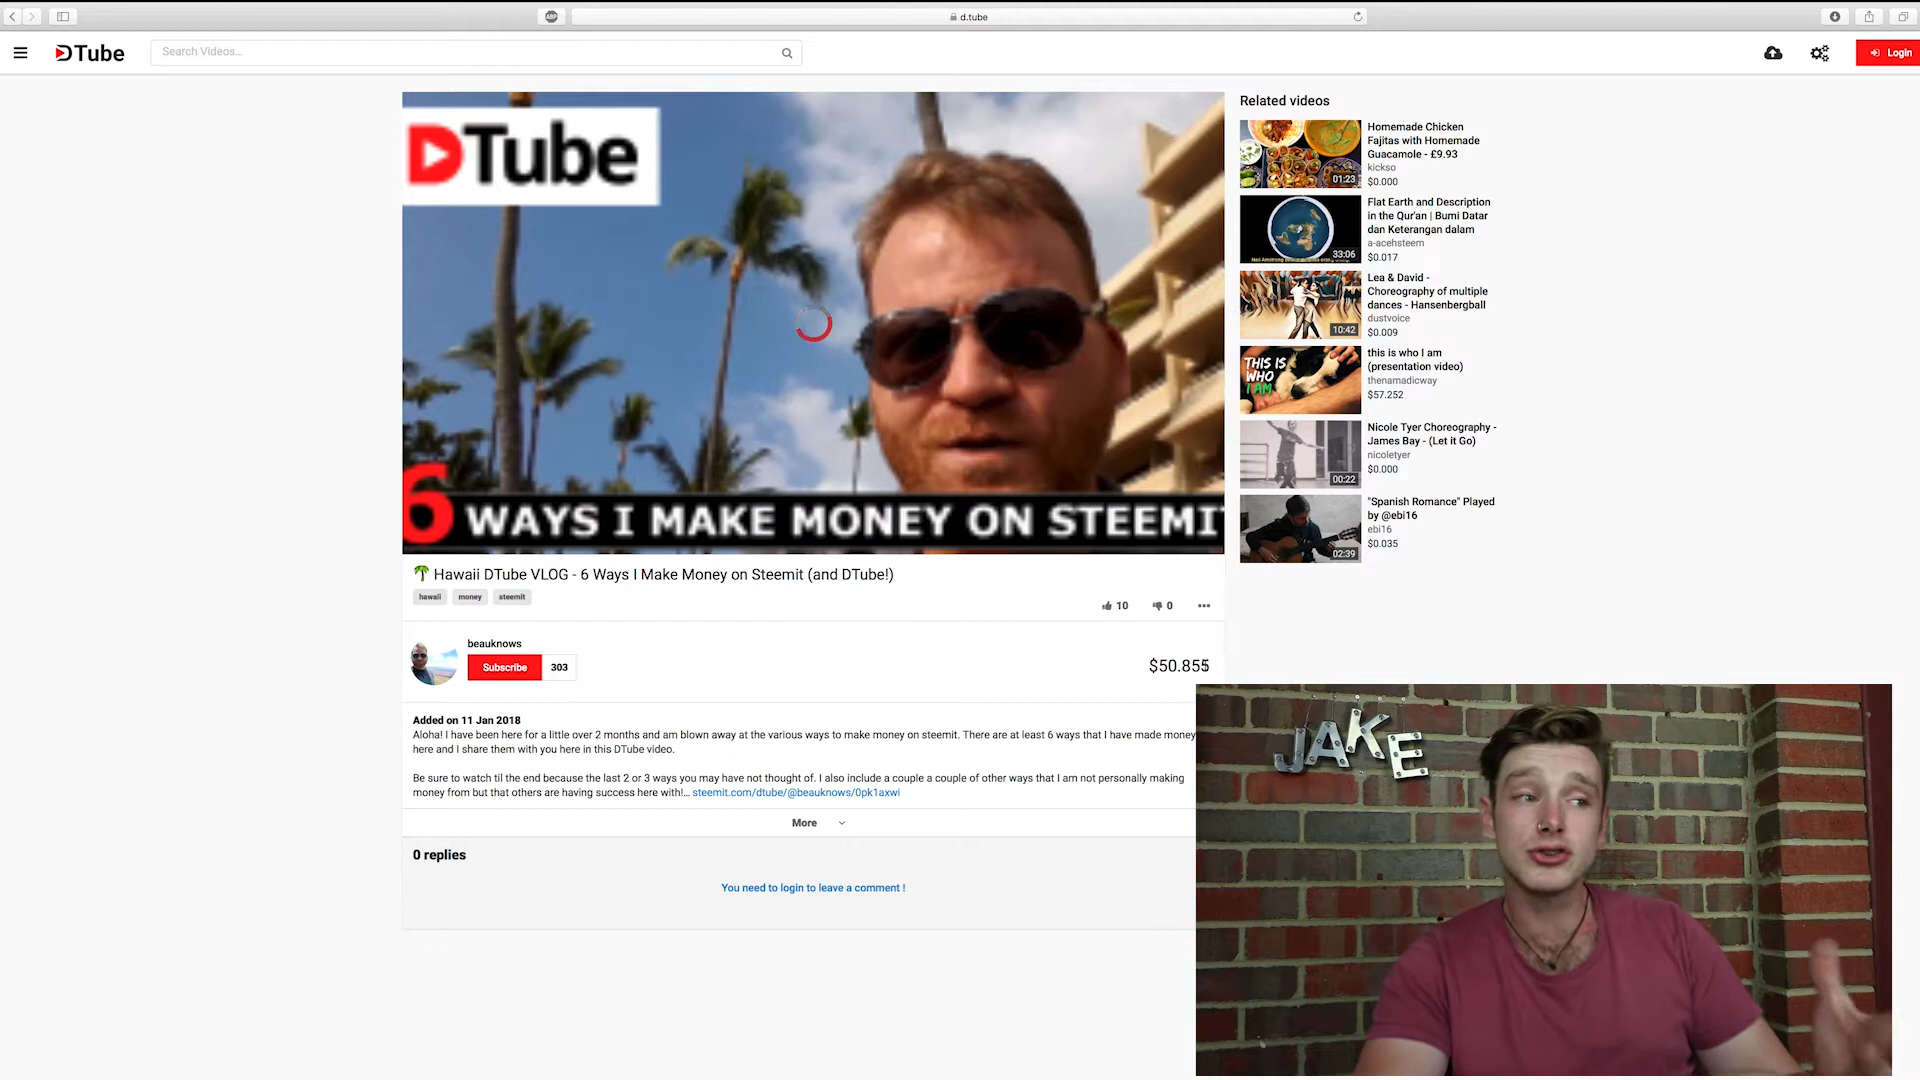 ABP
d.tube
DTube
Search Videos...
Login
DTube
6 WAYS I MAKE MONEY ON STEEMIT
Hawaii DTube VLOG - 6 Ways I Make Money on Steemit (and DTube!)
hawaii money steemit
10 0
beauknows
Subscribe 303
$50.855
Added on 11 Jan 2018
Aloha! I have been here for a little over 2 months and am blown away at the various ways to make money on steemit. There are at least 6 ways that I have made money
here and I share them with you here in this DTube video.
Be sure to watch til the end because the last 2 or 3 ways you may have not thought of. I also include a couple a couple of other ways that I am not personally making
money from but that others are having success here with!... steemit.com/dtube/@beauknows/0pk1axwi
More
0 replies
You need to login to leave a comment !
Related videos
Homemade Chicken
Fajitas with Homemade
Guacamole - £9.93
kickso
$0.000
01:23
Flat Earth and Description
in the Qur'an | Bumi Datar
dan Keterangan dalam
a-acehsteem
$0.017
33:06
Lea & David -
Choreography of multiple
dances - Hansenbergball
dustvoice
$0.009
10:42
this is who I am
(presentation video)
thenamadicway
$57.252
THIS IS
WHO
I AM
Nicole Tyer Choreography -
James Bay - (Let it Go)
nicoletyer
$0.000
00:22
"Spanish Romance" Played
by @ebi16
ebi16
$0.035
02:39
JAKE